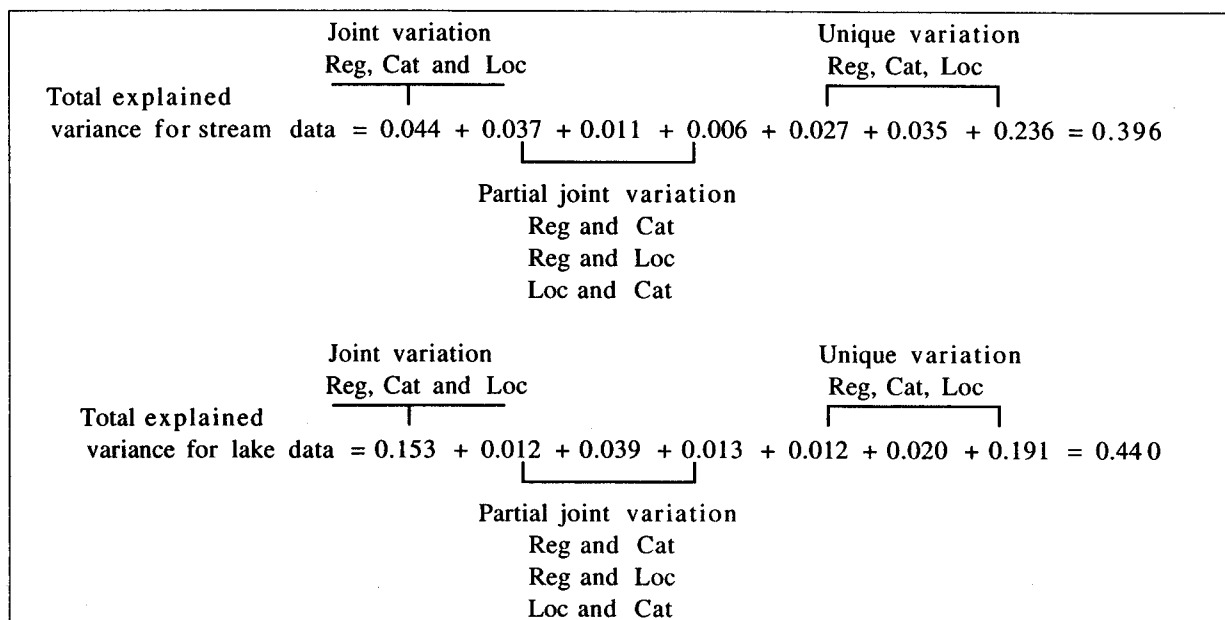 Joint variation
Reg, Cat and Loc
Unique variation
Reg, Cat, Loc
Total explained
variance for stream data = 0.044 + 0.037 + 0.011 + 0.006 + 0.027 + 0.035 + 0.236 = 0.396
Partial joint variation
Reg and Cat
Reg and Loc
Loc and Cat
Joint variation
Reg, Cat and Loc
Unique variation
Reg, Cat, Loc
Total explained
variance for lake data = 0.153 + 0.012 + 0.039 + 0.013 + 0.012 + 0.020 + 0.191 = 0.440
Partial joint variation
Reg and Cat
Reg and Loc
Loc and Cat